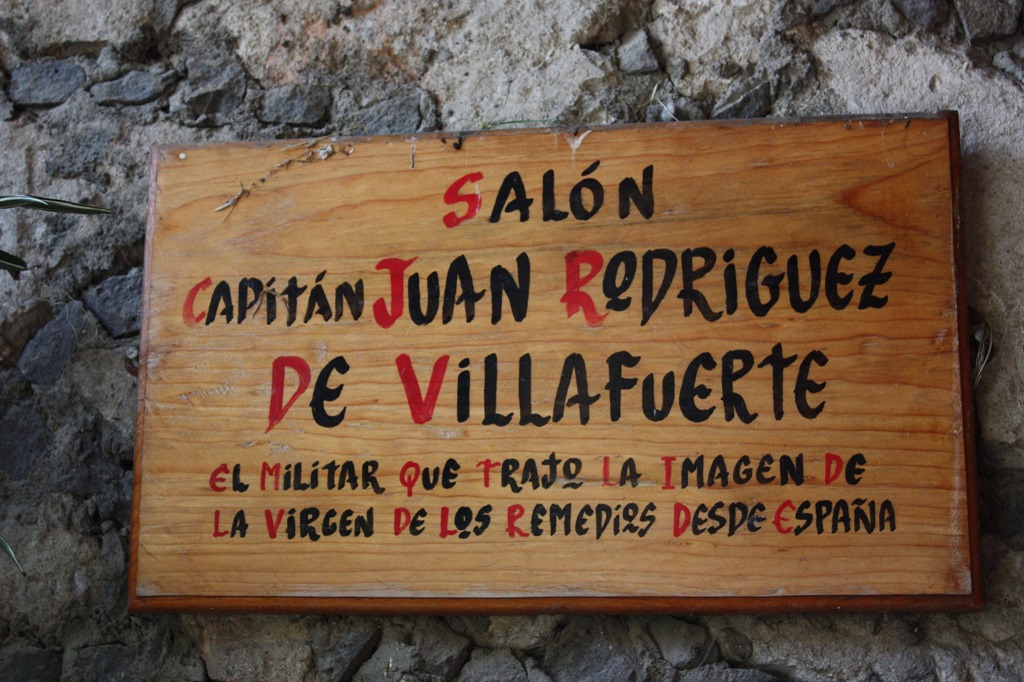 SALÓN
CAPITÁN JUAN RODRIGUEZ
DE VILLAFUERTE
EL MILITAR QUE TRAJO LA IMAGEN DE
LA VIRGEN DE LOS REMEDIOS DESDE ESPAÑA